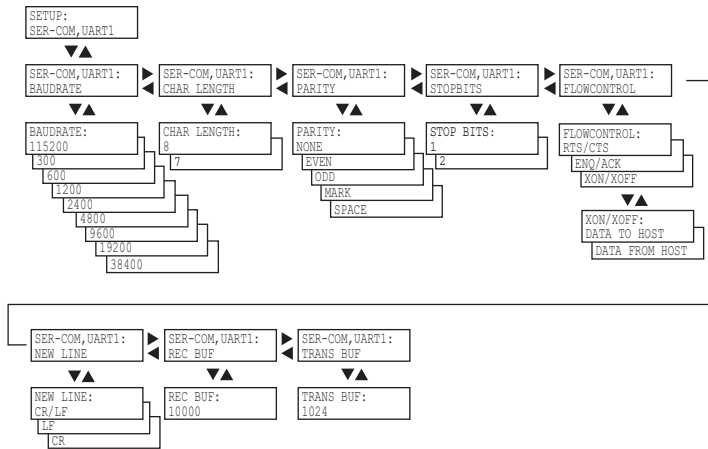 SETUP:
SER-COM,UART1
SER-COM,UART1:
BAUDRATE
SER-COM,UART1:
CHAR LENGTH
SER-COM,UART1:
PARITY
SER-COM,UART1:
STOPBITS
SER-COM,UART1:
FLOWCONTROL
BAUDRATE:
115200
300
600
1200
2400
4800
9600
19200
38400
CHAR LENGTH:
8
7
PARITY:
NONE
EVEN
ODD
MARK
SPACE
STOP BITS:
1
2
FLOWCONTROL:
RTS/CTS
ENQ/ACK
XON/XOFF
XON/XOFF:
DATA TO HOST
DATA FROM HOST
SER-COM,UART1:
NEW LINE
SER-COM,UART1:
REC BUF
SER-COM,UART1:
TRANS BUF
NEW LINE:
CR/LF
LF
CR
REC BUF:
10000
TRANS BUF:
1024